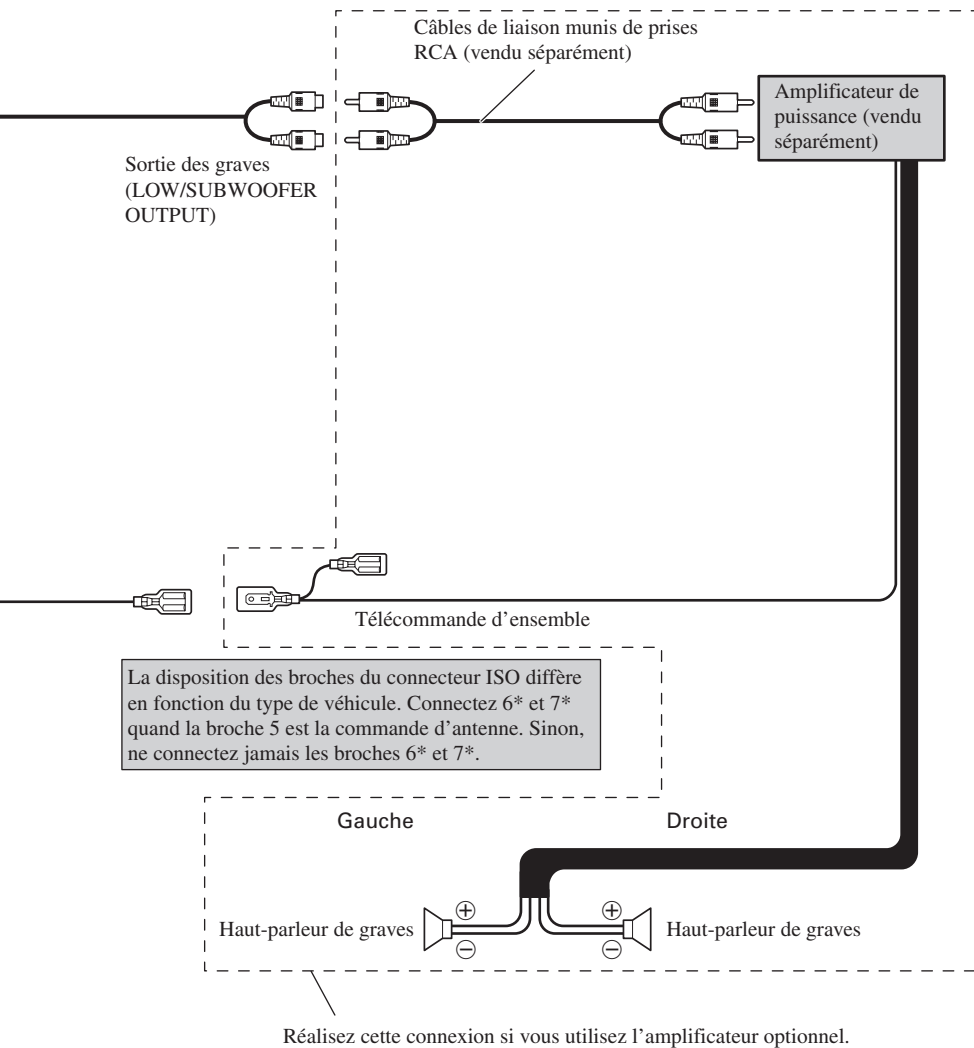 Câbles de liaison munis de prises
RCA (vendu séparément)
Amplificateur de
puissance (vendu
séparément)
Sortie des graves
(LOW/SUBWOOFER
OUTPUT)
Télécommande d’ensemble
La disposition des broches du connecteur ISO diffère
en fonction du type de véhicule. Connectez 6* et 7*
quand la broche 5 est la commande d’antenne. Sinon,
ne connectez jamais les broches 6* et 7*.
Gauche
Droite
Haut-parleur de graves
+
−
+
−
Haut-parleur de graves
Réalisez cette connexion si vous utilisez l’amplificateur optionnel.